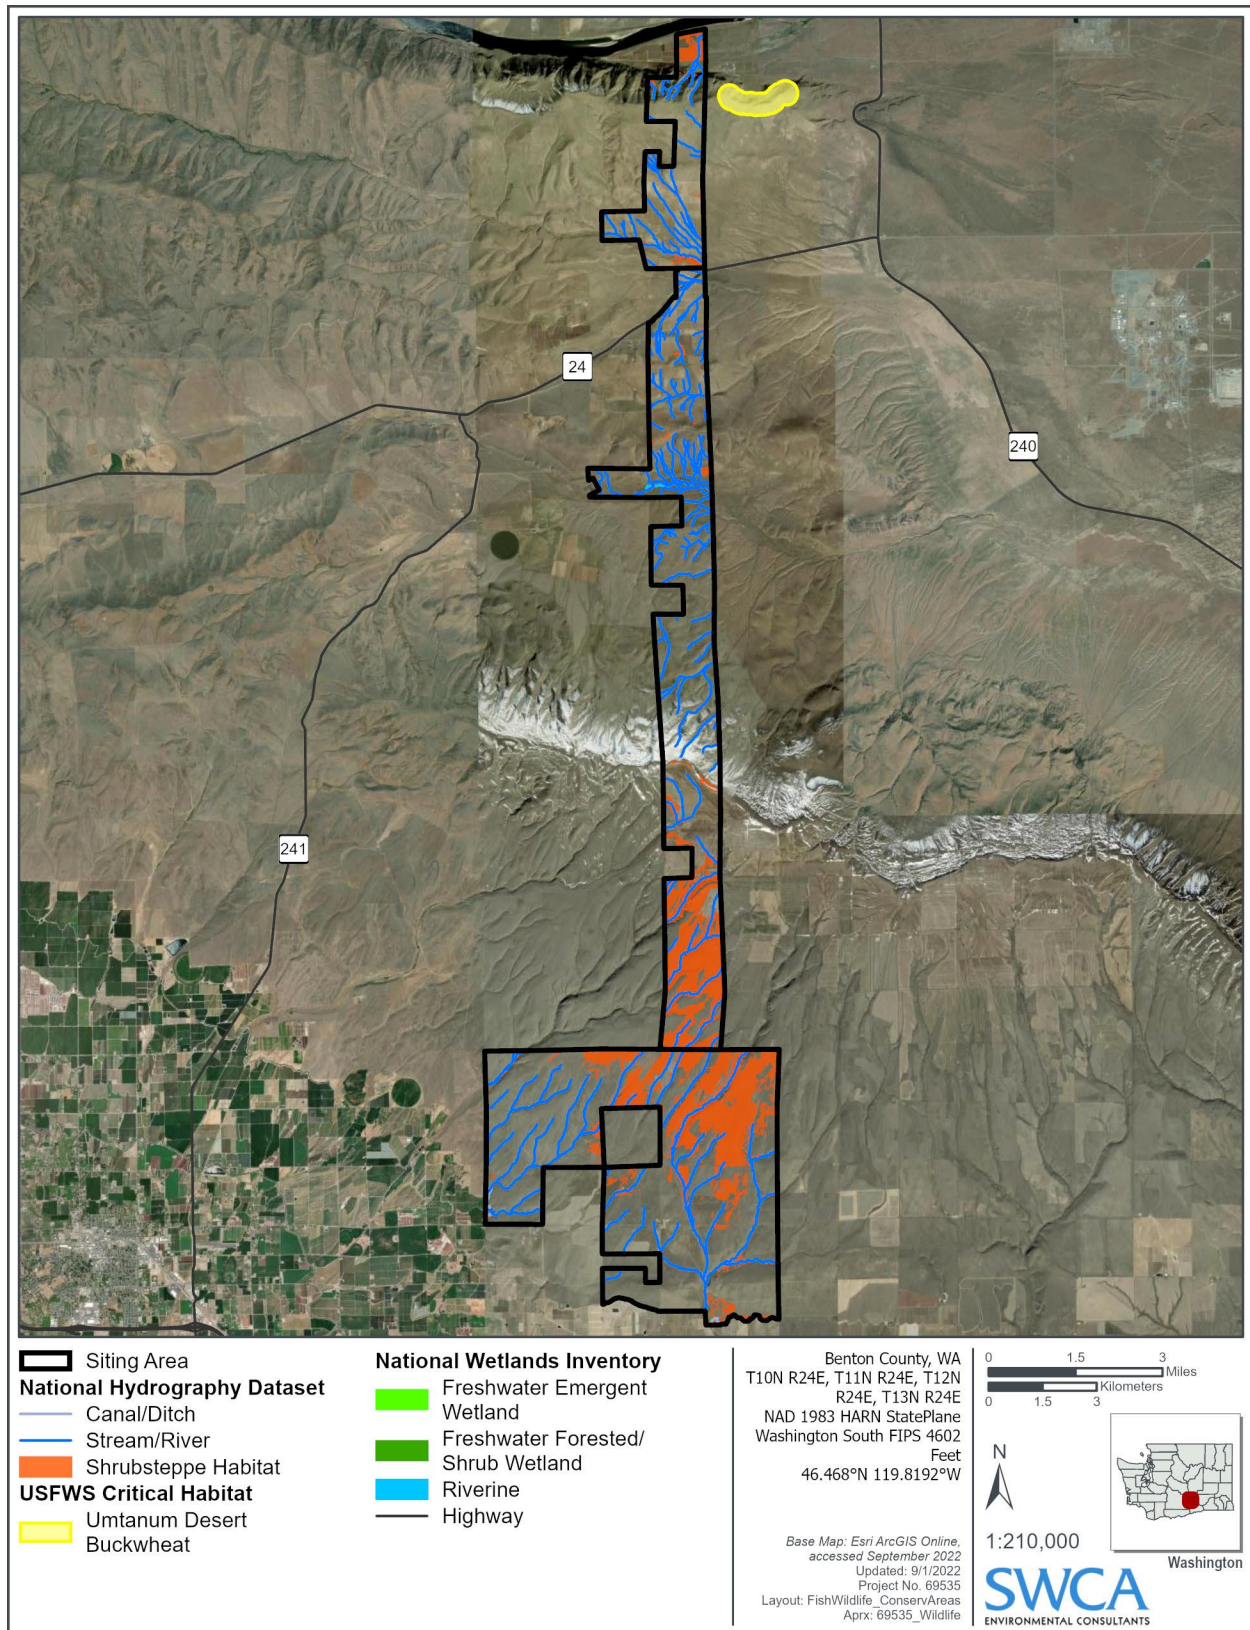 24
240
241
Siting Area
National Hydrography Dataset
Canal/Ditch
Stream/River
Shrubsteppe Habitat
USFWS Critical Habitat
Umtanum Desert
Buckwheat
National Wetlands Inventory
Freshwater Emergent
Wetland
Freshwater Forested/
Shrub Wetland
Riverine
Highway
Benton County, WA
T10N R24E, T11N R24E, T12N
R24E, T13N R24E
NAD 1983 HARN StatePlane
Washington South FIPS 4602
Feet
46.468°N 119.8192°W
Base Map: Esri ArcGIS Online,
accessed September 2022
Updated: 9/1/2022
Project No. 69535
Layout: FishWildlife_ConservAreas
Aprx: 69535_Wildlife
0 1.5 3
Miles
Kilometers
0 1.5 3
N
1:210,000
Washington
SWCA
ENVIRONMENTAL CONSULTANTS